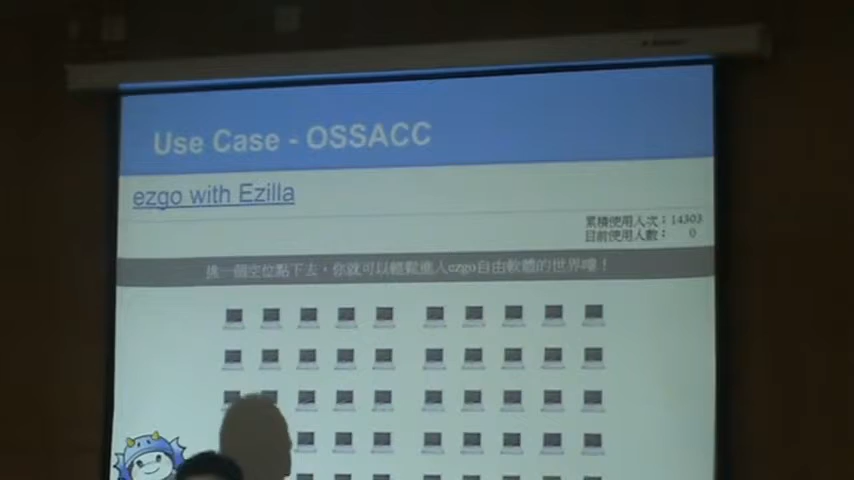 Use Case - OSSACC
ezgo with Ezilla
累積使用人次：14303
目前使用人數： 0
挑一個空位點下去，你就可以輕鬆進入ezgo自由軟體的世界嘍！